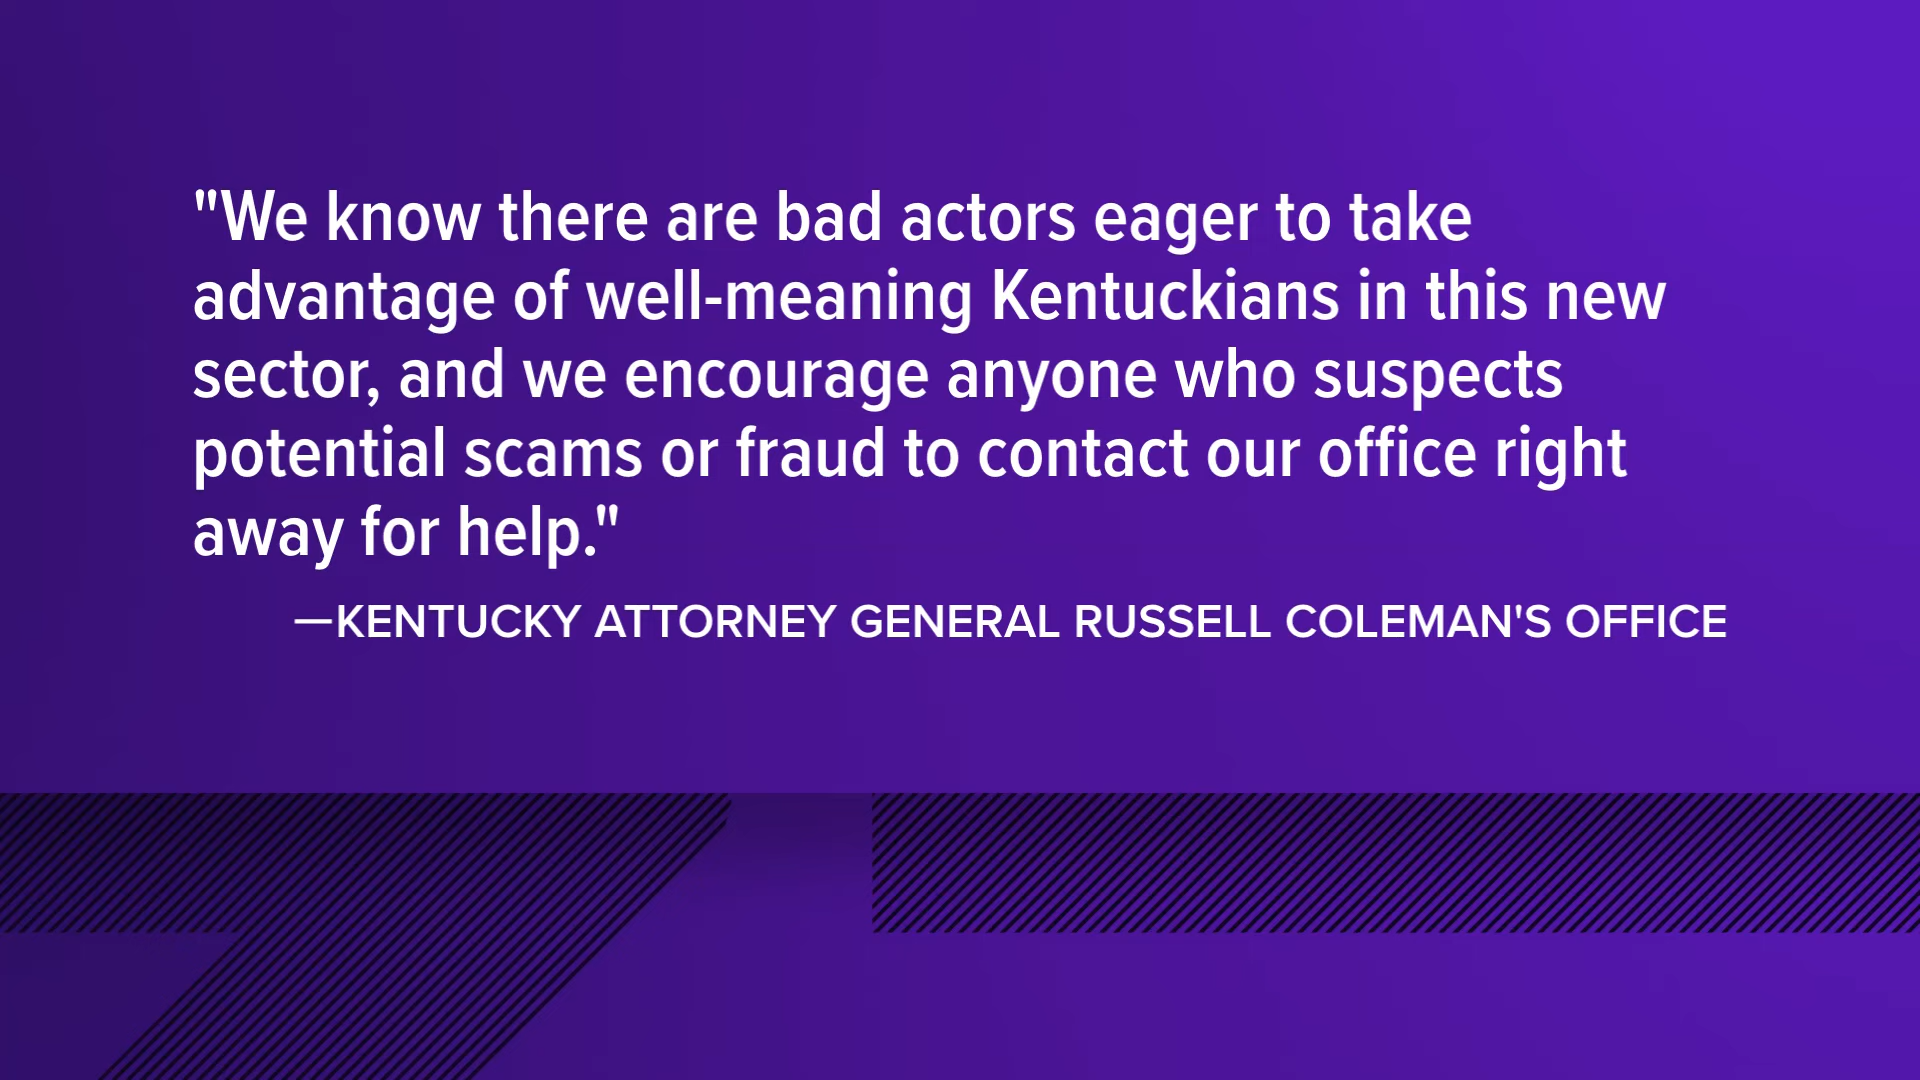 "We know there are bad actors eager to take
advantage of well-meaning Kentuckians in this new
sector, and we encourage anyone who suspects
potential scams or fraud to contact our office right
away for help."
—KENTUCKY ATTORNEY GENERAL RUSSELL COLEMAN'S OFFICE